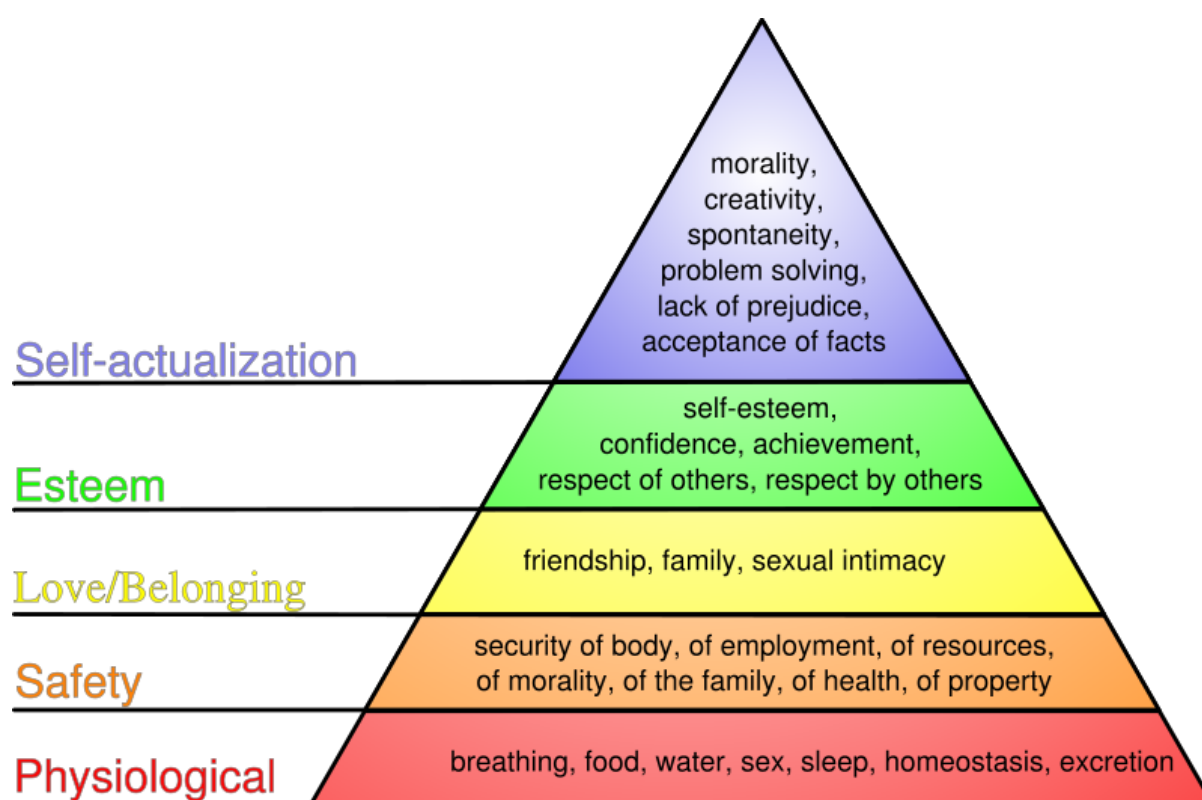 morality,
creativity,
spontaneity,
problem solving,
lack of prejudice,
acceptance of facts
Self-actualization
self-esteem,
confidence, achievement,
respect of others, respect by others
Esteem
friendship, family, sexual intimacy
Love/Belonging
security of body, of employment, of resources,
of morality, of the family, of health, of property
Safety
breathing, food, water, sex, sleep, homeostasis, excretion
Physiological